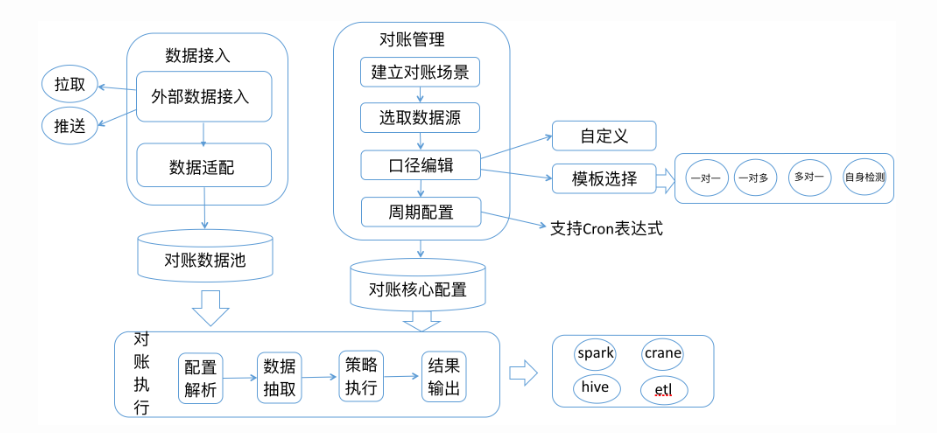 数据接入
拉取
外部数据接入
推送
数据适配
对账数据池
对账管理
建立对账场景
选取数据源
口径编辑
周期配置
自定义
模板选择
一对一
一对多
多对一
自身检测
支持Cron表达式
对账核心配置
对
账
执
行
配置
解析
数据
抽取
策略
执行
结果
输出
spark
crane
hive
etl